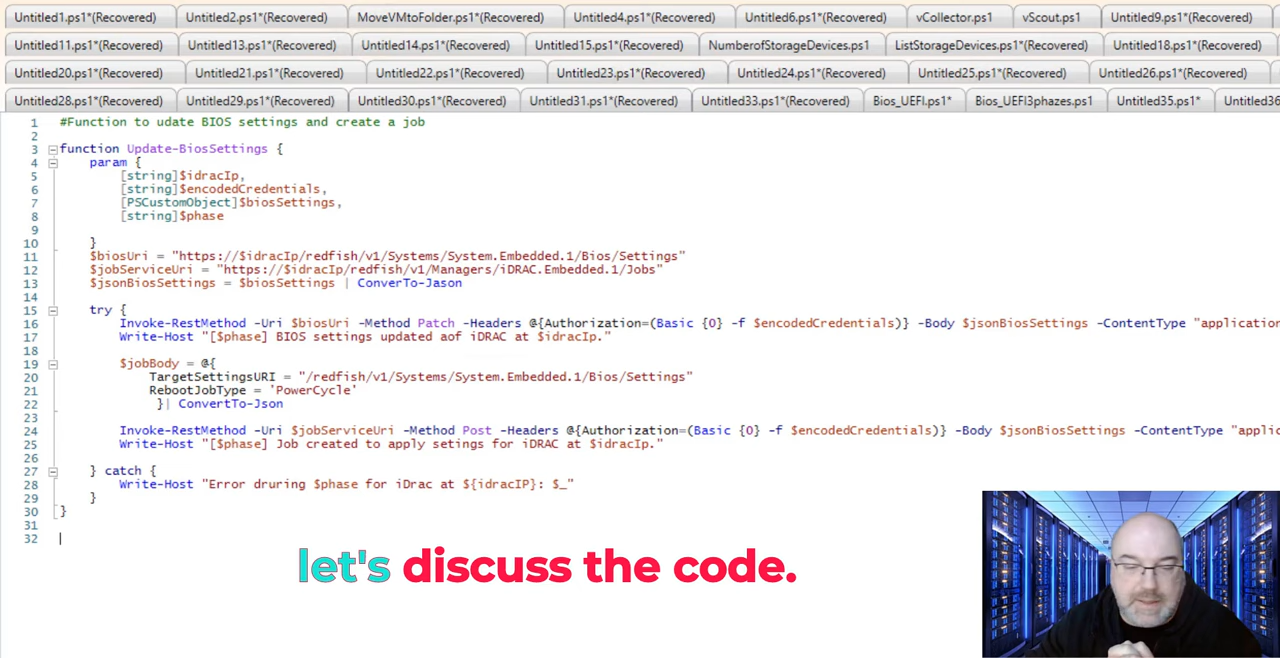 Untitled1.ps1*(Recovered) Untitled2.ps1*(Recovered) MoveVMtoFolder.ps1*(Recovered) Untitled4.ps1*(Recovered) Untitled6.ps1*(Recovered) vCollector.ps1 vScout.ps1 Untitled9.ps1*(Recovered)
Untitled11.ps1*(Recovered) Untitled13.ps1*(Recovered) Untitled14.ps1*(Recovered) Untitled15.ps1*(Recovered) NumberofStorageDevices.ps1 ListStorageDevices.ps1*(Recovered) Untitled18.ps1*(Recovered)
Untitled20.ps1*(Recovered) Untitled21.ps1*(Recovered) Untitled22.ps1*(Recovered) Untitled23.ps1*(Recovered) Untitled24.ps1*(Recovered) Untitled25.ps1*(Recovered) Untitled26.ps1*(Recovered)
Untitled28.ps1*(Recovered) Untitled29.ps1*(Recovered) Untitled30.ps1*(Recovered) Untitled31.ps1*(Recovered) Untitled33.ps1*(Recovered) Bios_UEFI.ps1* Bios_UEFI3phazes.ps1 Untitled35.ps1* Untitled36
1 #Function to udate BIOS settings and create a job
2
3 function Update-BiosSettings {
4 param {
5 [string]$idracIp,
6 [string]$encodedCredentials,
7 [PSCustomObject]$biosSettings,
8 [string]$phase
9
10 }
11 $biosUri = "https://$idracIp/redfish/v1/Systems/System.Embedded.1/Bios/Settings"
12 $jobServiceUri = "https://$idracIp/redfish/v1/Managers/iDRAC.Embedded.1/Jobs"
13 $jsonBiosSettings = $biosSettings | ConverTo-Jason
14
15 try {
16 Invoke-RestMethod -Uri $biosUri -Method Patch -Headers @{Authorization=(Basic {0} -f $encodedCredentials)} -Body $jsonBiosSettings -ContentType "application
17 Write-Host "[$phase] BIOS settings updated aof iDRAC at $idracIp."
18
19 $jobBody = @{
20 TargetSettingsURI = "/redfish/v1/Systems/System.Embedded.1/Bios/Settings"
21 RebootJobType = 'PowerCycle'
22 }| ConvertTo-Json
23
24 Invoke-RestMethod -Uri $jobServiceUri -Method Post -Headers @{Authorization=(Basic {0} -f $encodedCredentials)} -Body $jsonBiosSettings -ContentType "applic
25 Write-Host "[$phase] Job created to apply setings for iDRAC at $idracIp."
26
27 } catch {
28 Write-Host "Error druring $phase for iDrac at ${idracIP}: $_"
29 }
30 }
31
32
let's discuss the code.